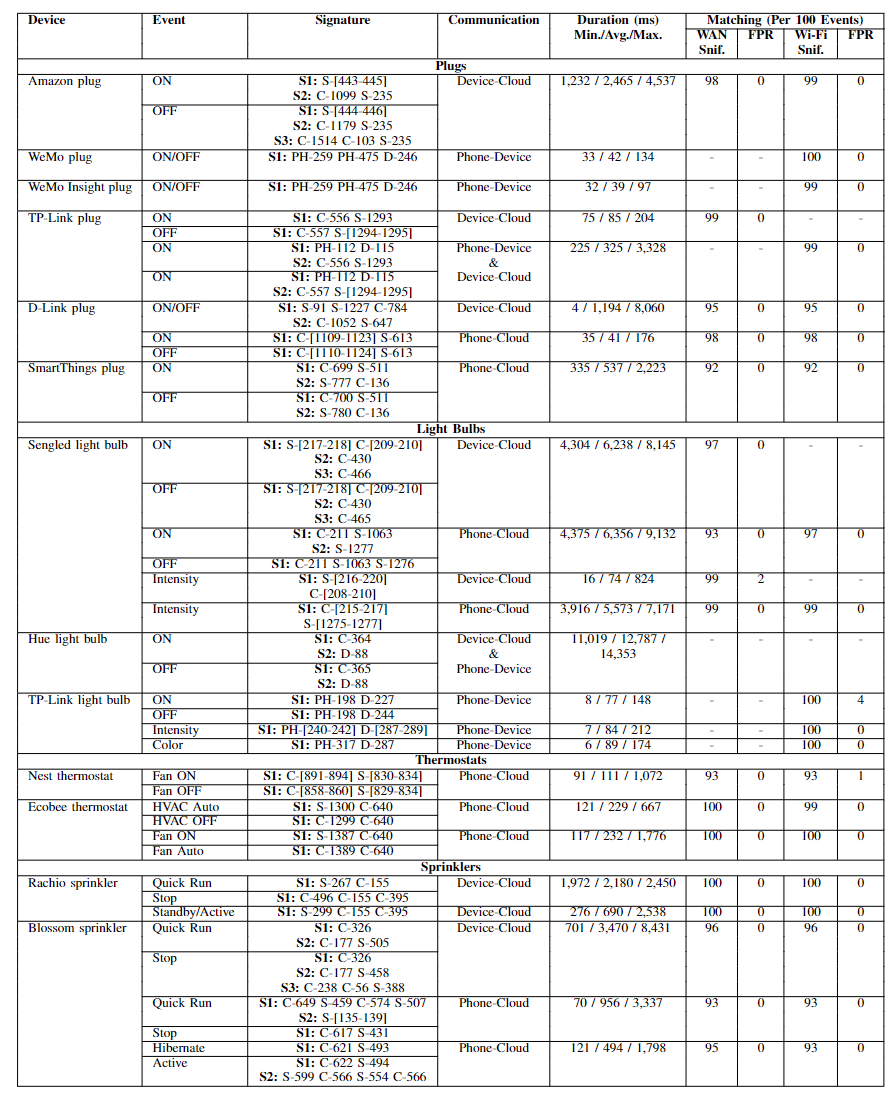 Device Event Signature Communication Duration (ms) Matching (Per 100 Events)
Min./Avg./Max. WAN FPR Wi-Fi FPR
Snif. Snif.
Plugs
Amazon plug ON S1: S-[443-445] Device-Cloud 1,232 / 2,465 / 4,537 98 0 99 0
S2: C-1099 S-235
OFF S1: S-[444-446]
S2: C-1179 S-235
S3: C-1514 C-103 S-235
WeMo plug ON/OFF S1: PH-259 PH-475 D-246 Phone-Device 33 / 42 / 134 - - 100 0
WeMo Insight plug ON/OFF S1: PH-259 PH-475 D-246 Phone-Device 32 / 39 / 97 - - 99 0
TP-Link plug ON S1: C-556 S-1293 Device-Cloud 75 / 85 / 204 99 0 - -
OFF S1: C-557 S-[1294-1295]
ON S1: PH-112 D-115 Phone-Device 225 / 325 / 3,328 - - 99 0
S2: C-556 S-1293 &
ON S1: PH-112 D-115 Device-Cloud
S2: C-557 S-[1294-1295]
D-Link plug ON/OFF S1: S-91 S-1227 C-784 Device-Cloud 4 / 1,194 / 8,060 95 0 95 0
S2: C-1052 S-647
ON S1: C-[1109-1123] S-613 Phone-Cloud 35 / 41 / 176 98 0 98 0
OFF S1: C-[1110-1124] S-613
SmartThings plug ON S1: C-699 S-511 Phone-Cloud 335 / 537 / 2,223 92 0 92 0
S2: S-777 C-136
OFF S1: C-700 S-511
S2: S-780 C-136
Light Bulbs
Sengled light bulb ON S1: S-[217-218] C-[209-210] Device-Cloud 4,304 / 6,238 / 8,145 97 0 - -
S2: C-430
S3: C-466
OFF S1: S-[217-218] C-[209-210]
S2: C-430
S3: C-465
ON S1: C-211 S-1063 Phone-Cloud 4,375 / 6,356 / 9,132 93 0 97 0
S2: S-1277
OFF S1: C-211 S-1063 S-1276
Intensity S1: S-[216-220] Device-Cloud 16 / 74 / 824 99 2 - -
C-[208-210]
Intensity S1: C-[215-217] Phone-Cloud 3,916 / 5,573 / 7,171 99 0 99 0
S-[1275-1277]
Hue light bulb ON S1: C-364 Device-Cloud 11,019 / 12,787 / - - - -
S2: D-88 & 14,353
OFF S1: C-365 Phone-Device
S2: D-88
TP-Link light bulb ON S1: PH-198 D-227 Phone-Device 8 / 77 / 148 - - 100 4
OFF S1: PH-198 D-244
Intensity S1: PH-[240-242] D-[287-289] Phone-Device 7 / 84 / 212 - - 100 0
Color S1: PH-317 D-287 Phone-Device 6 / 89 / 174 - - 100 0
Thermostats
Nest thermostat Fan ON S1: C-[891-894] S-[830-834] Phone-Cloud 91 / 111 / 1,072 93 0 93 1
Fan OFF S1: C-[858-860] S-[829-834]
Ecobee thermostat HVAC Auto S1: S-1300 C-640 Phone-Cloud 121 / 229 / 667 100 0 99 0
HVAC OFF S1: C-1299 C-640
Fan ON S1: S-1387 C-640 Phone-Cloud 117 / 232 / 1,776 100 0 100 0
Fan Auto S1: C-1389 C-640
Sprinklers
Rachio sprinkler Quick Run S1: S-267 C-155 Device-Cloud 1,972 / 2,180 / 2,450 100 0 100 0
Stop S1: C-496 C-155 C-395
Standby/Active S1: S-299 C-155 C-395 Device-Cloud 276 / 690 / 2,538 100 0 100 0
Blossom sprinkler Quick Run S1: C-326 Device-Cloud 701 / 3,470 / 8,431 96 0 96 0
S2: C-177 S-505
Stop S1: C-326
S2: C-177 S-458
S3: C-238 C-56 S-388
Quick Run S1: C-649 S-459 C-574 S-507 Phone-Cloud 70 / 956 / 3,337 93 0 93 0
S2: S-[135-139]
Stop S1: C-617 S-431
Hibernate S1: C-621 S-493 Phone-Cloud 121 / 494 / 1,798 95 0 93 0
Active S1: C-622 S-494
S2: S-599 C-566 S-554 C-566